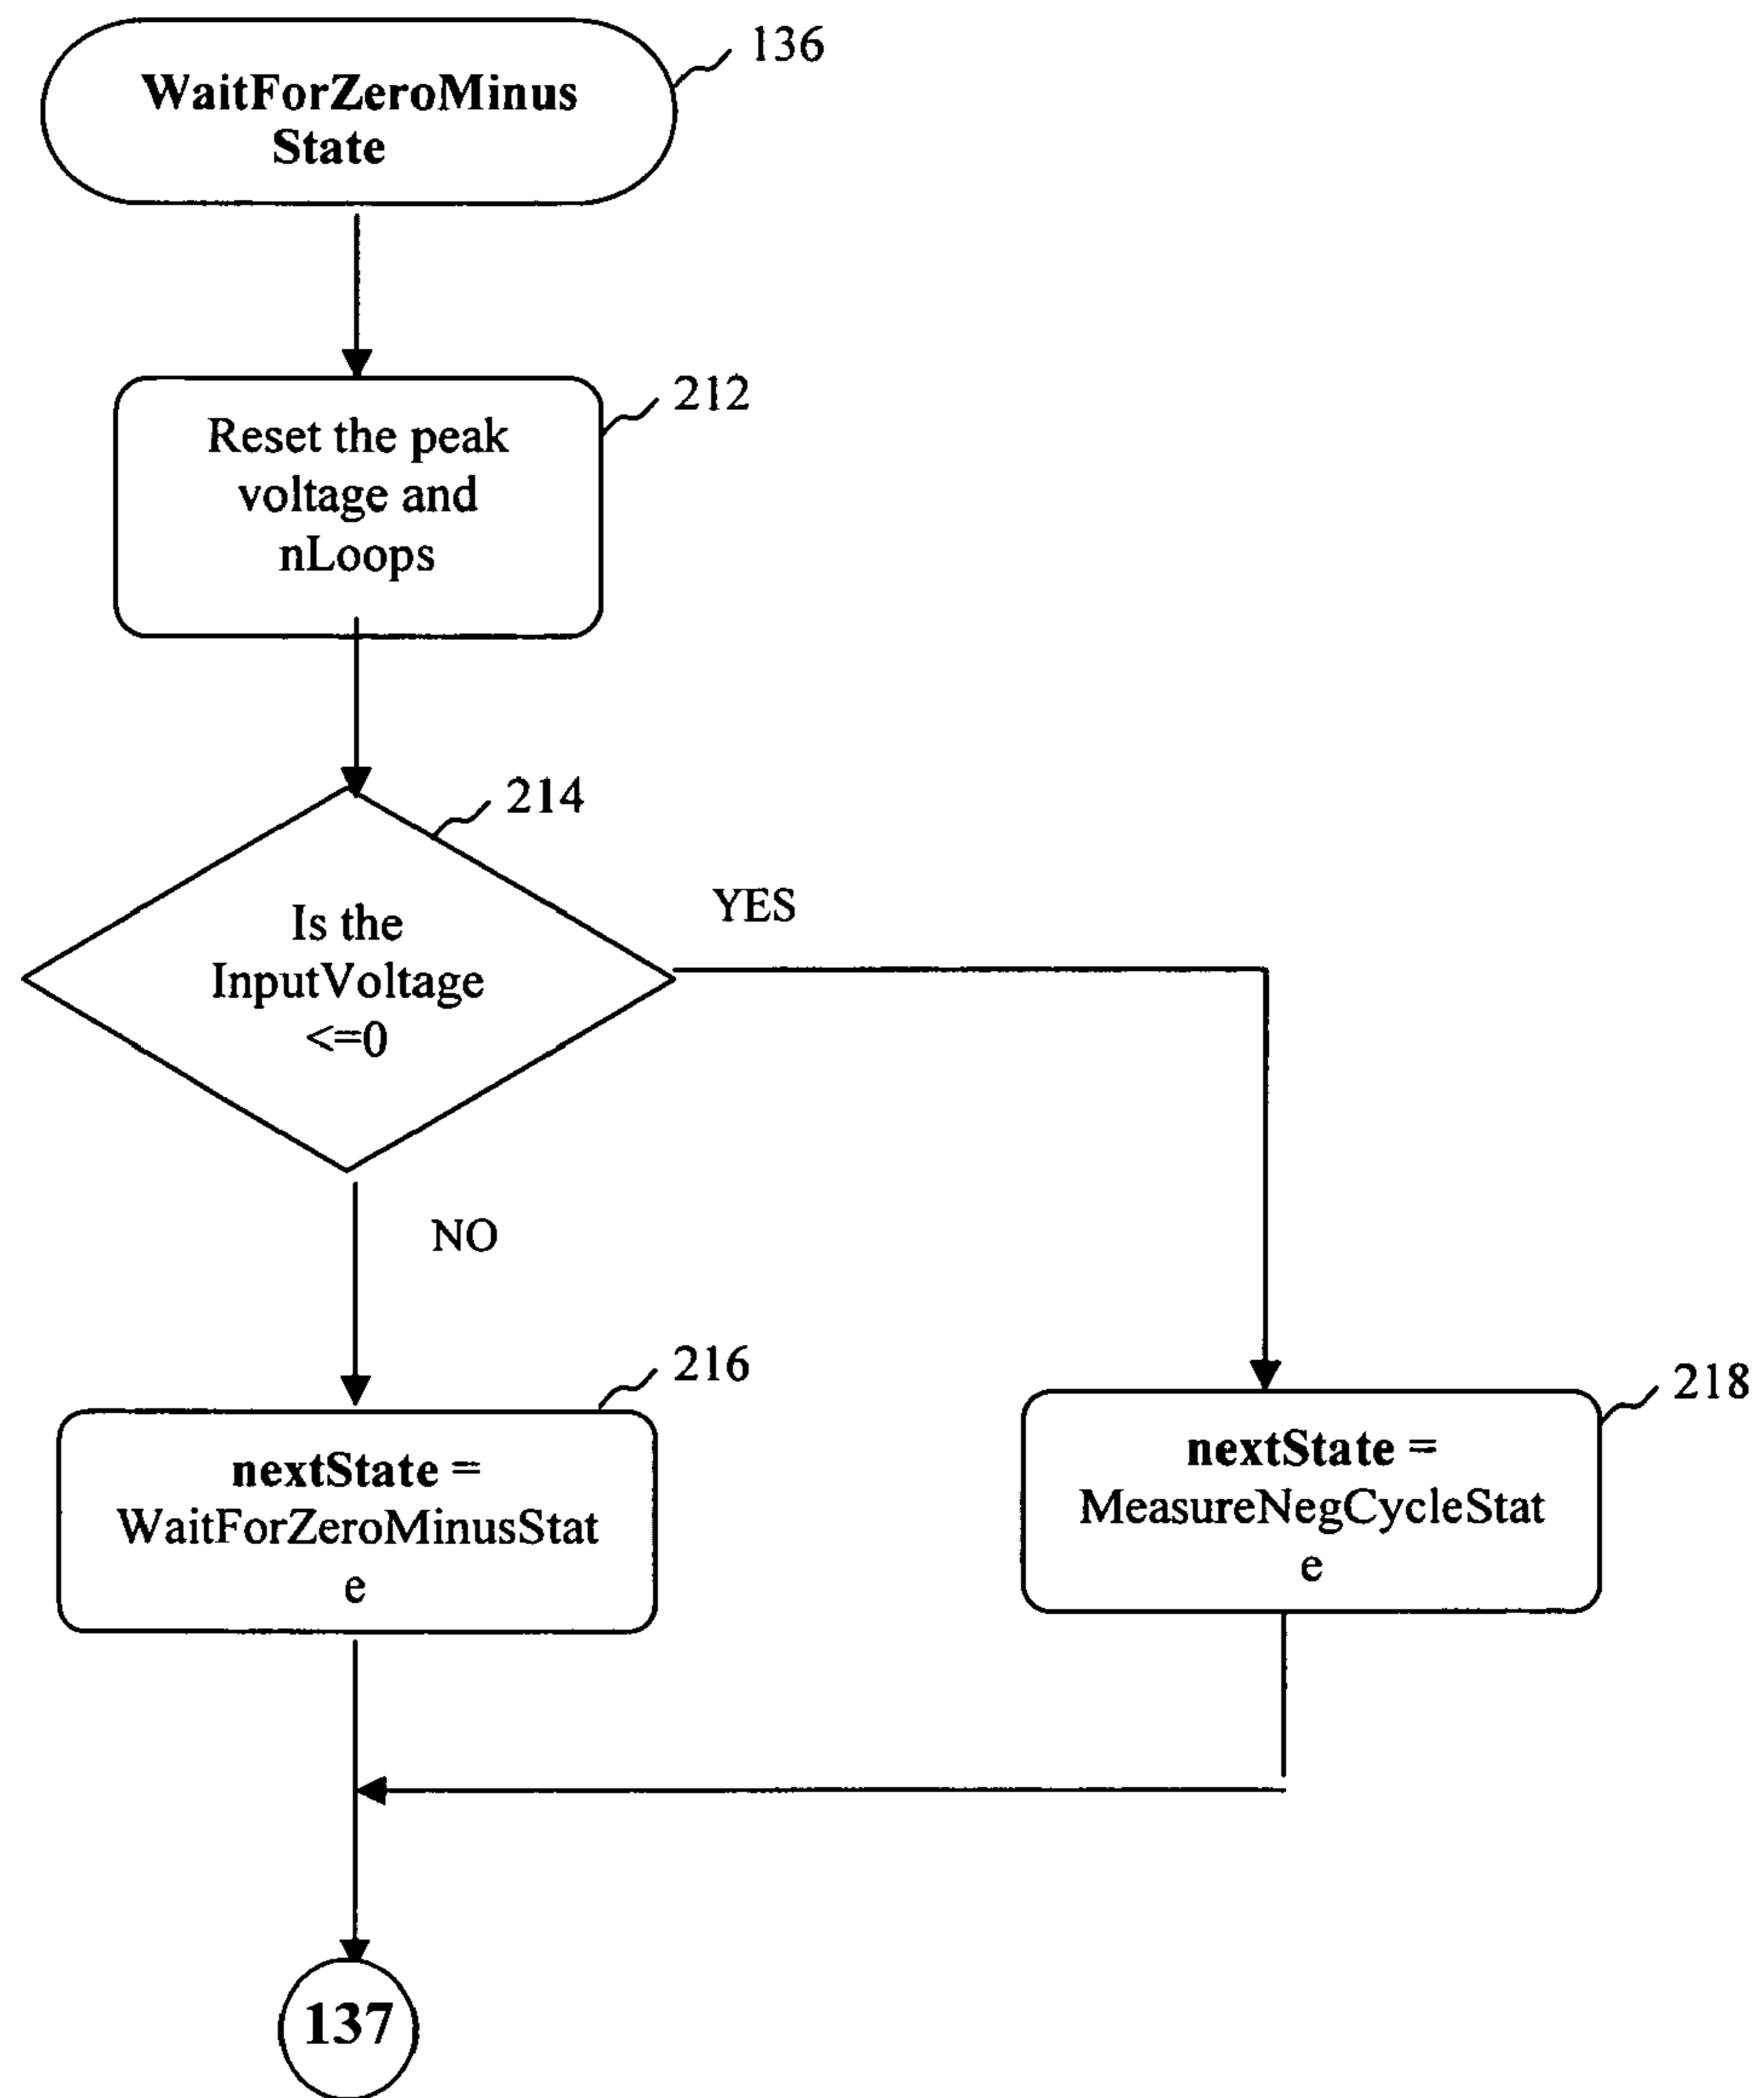 136
WaitForZeroMinus
State
212
Reset the peak
voltage and
nLoops
214
Is the
InputVoltage
<=0
YES
NO
216
nextState =
WaitForZeroMinusStat
e
218
nextState =
MeasureNegCycleStat
e
137